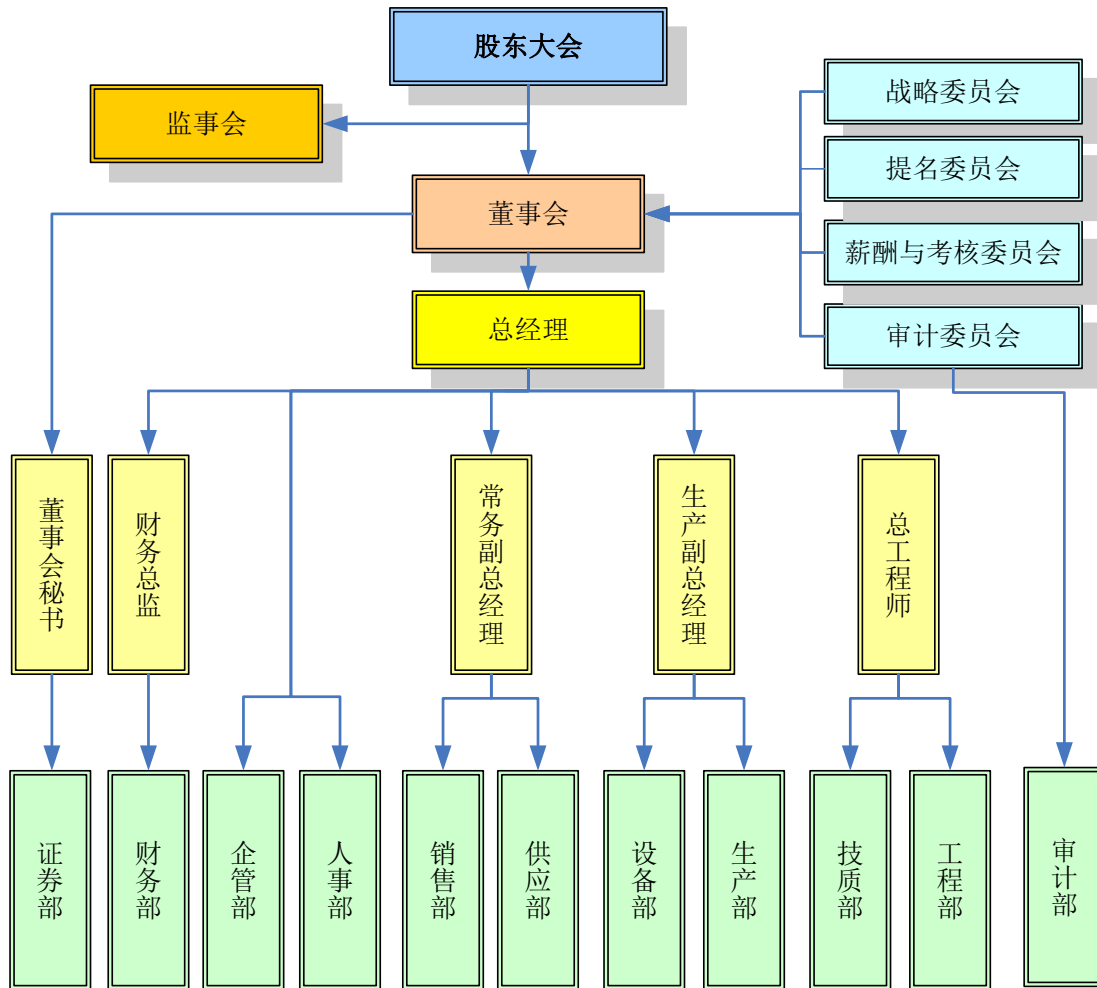 股东大会
监事会
战略委员会
提名委员会
董事会
薪酬与考核委员会
总经理
审计委员会
董事会秘书
财务总监
常务副总经理
生产副总经理
总工程师
证券部
财务部
企管部
人事部
销售部
供应部
设备部
生产部
技质部
工程部
审计部